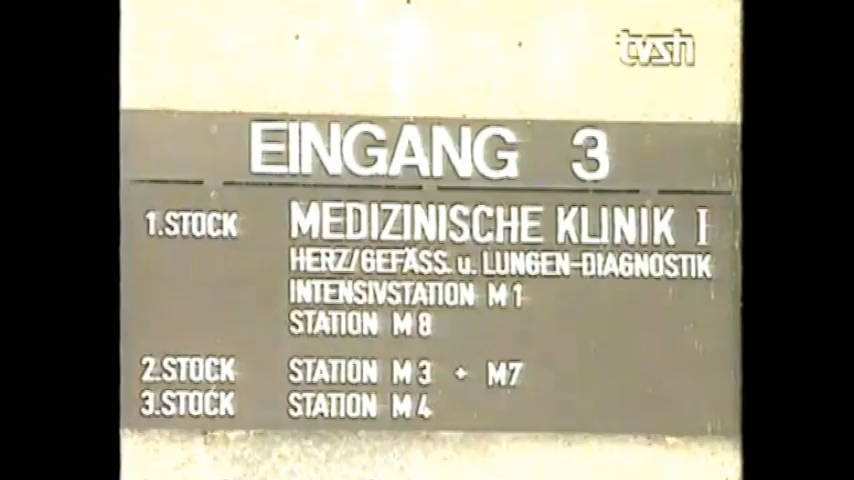 tvsh
EINGANG 3
1.STOCK MEDIZINISCHE KLINIK I
HERZ/GEFÄSS. u. LUNGEN-DIAGNOSTIK
INTENSIVSTATION M1
STATION M8
2.STOCK STATION M3 + M7
3.STOCK STATION M4